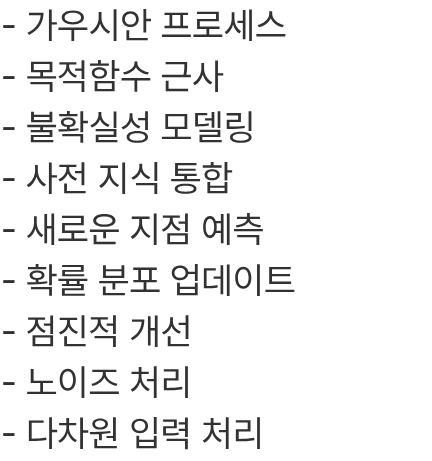 - 가우시안 프로세스
- 목적함수 근사
- 불확실성 모델링
- 사전 지식 통합
- 새로운 지점 예측
- 확률 분포 업데이트
- 점진적 개선
- 노이즈 처리
- 다차원 입력 처리